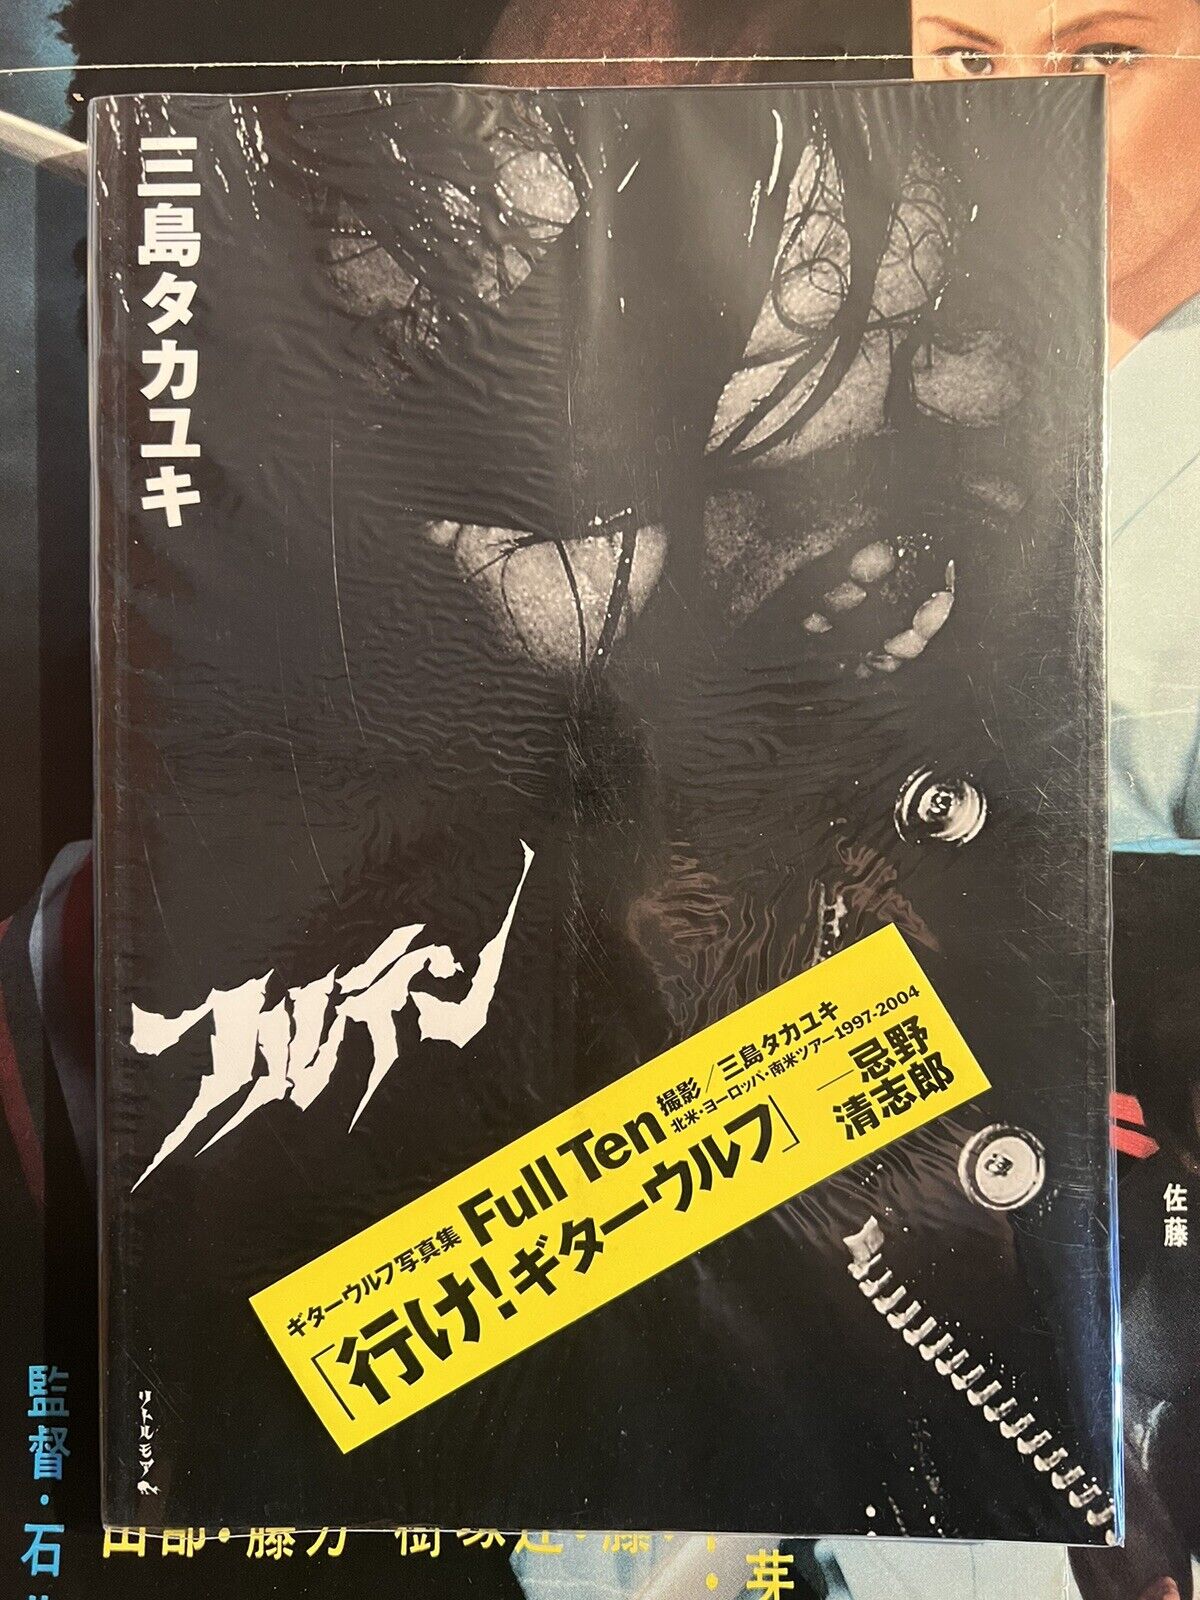 三島タカユキ
フルテン
ギターウルフ写真集 Full Ten 撮影/三島タカユキ
北米・ヨーロッパ・南米ツアー1997-2004
「行け!ギターウルフ」
—忌野
清志郎
リトルモア
佐藤
監督・石
芽